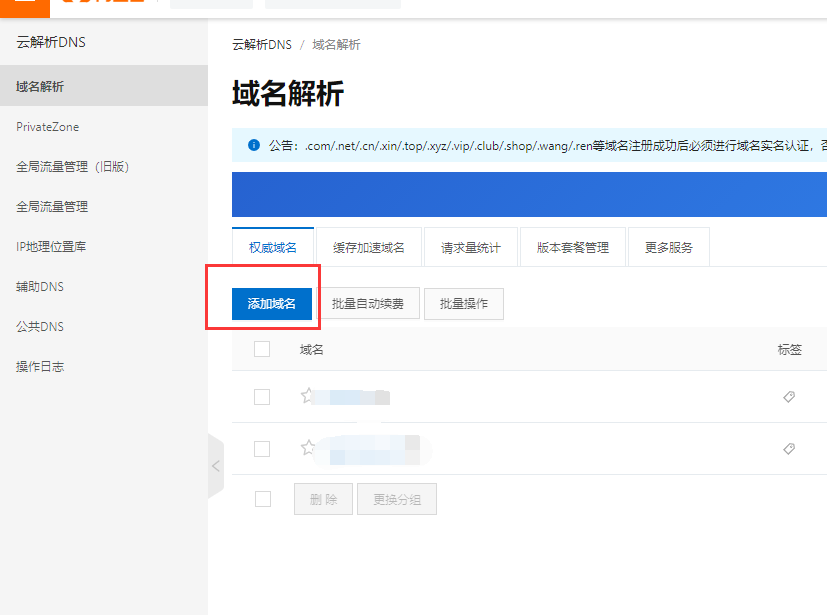 云解析DNS
域名解析
PrivateZone
全局流量管理（旧版）
全局流量管理
IP地理位置库
辅助DNS
公共DNS
操作日志
云解析DNS / 域名解析
域名解析
公告：.com/.net/.cn/.xin/.top/.xyz/.vip/.club/.shop/.wang/.ren等域名注册成功后必须进行域名实名认证，否
权威域名 缓存加速域名 请求量统计 版本套餐管理 更多服务
添加域名 批量自动续费 批量操作
域名 标签
删除 更换分组